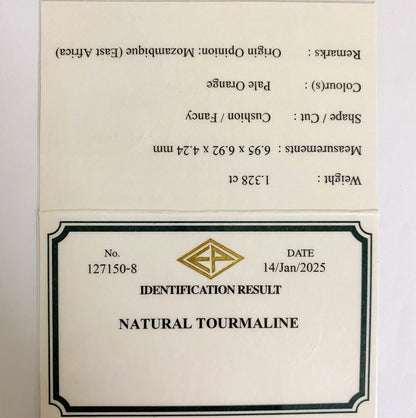 Weight : 1.328 ct
Measurements : 6.95 x 6.92 x 4.24 mm
Shape / Cut : Cushion / Fancy
Colour(s) : Pale Orange
Remarks : Origin Opinion: Mozambique (East Africa)
No. DATE
127150-8 14/Jan/2025
IDENTIFICATION RESULT
NATURAL TOURMALINE